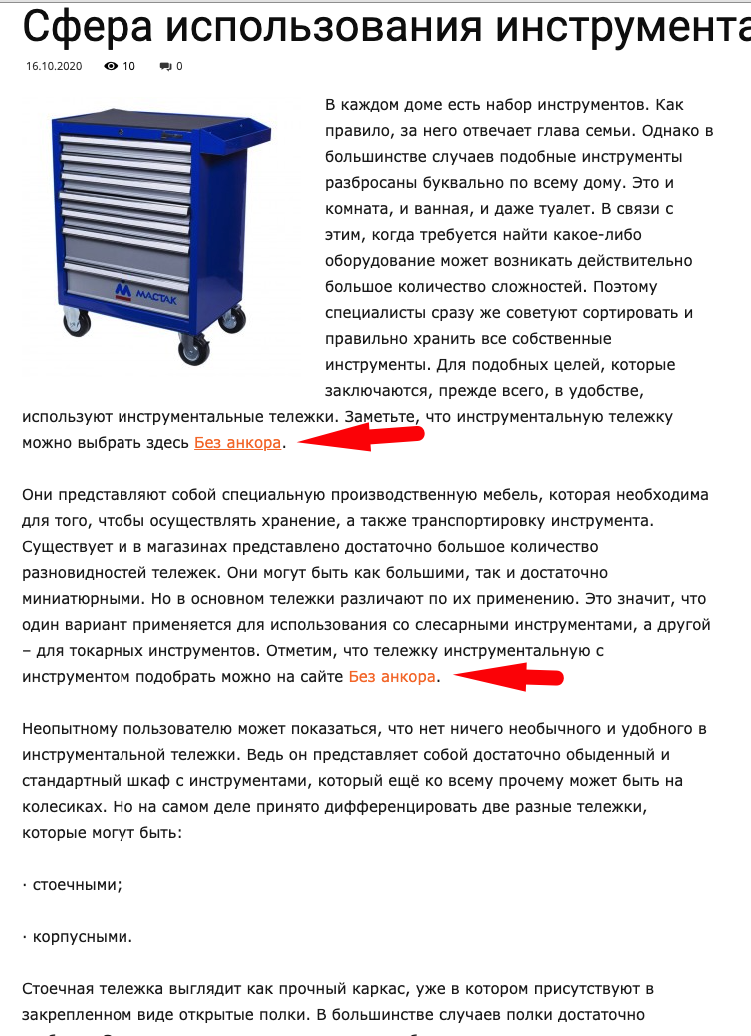 Сфера использования инструмента
16.10.2020 10 0
В каждом доме есть набор инструментов. Как
правило, за него отвечает глава семьи. Однако в
большинстве случаев подобные инструменты
разбросаны буквально по всему дому. Это и
комната, и ванная, и даже туалет. В связи с
этим, когда требуется найти какое-либо
оборудование может возникать действительно
большое количество сложностей. Поэтому
специалисты сразу же советуют сортировать и
правильно хранить все собственные
инструменты. Для подобных целей, которые
заключаются, прежде всего, в удобстве,
МАСТАК
используют инструментальные тележки. Заметьте, что инструментальную тележку
можно выбрать здесь Без анкора.
Они представляют собой специальную производственную мебель, которая необходима
для того, чтобы осуществлять хранение, а также транспортировку инструмента.
Существует и в магазинах представлено достаточно большое количество
разновидностей тележек. Они могут быть как большими, так и достаточно
миниатюрными. Но в основном тележки различают по их применению. Это значит, что
один вариант применяется для использования со слесарными инструментами, а другой
– для токарных инструментов. Отметим, что тележку инструментальную с
инструментом подобрать можно на сайте Без анкора.
Неопытному пользователю может показаться, что нет ничего необычного и удобного в
инструментальной тележки. Ведь он представляет собой достаточно обыденный и
стандартный шкаф с инструментами, который ещё ко всему прочему может быть на
колесиках. Но на самом деле принято дифференцировать две разные тележки,
которые могут быть:
· стоечными;
· корпусными.
Стоечная тележка выглядит как прочный каркас, уже в котором присутствуют в
закрепленном виде открытые полки. В большинстве случаев полки достаточно